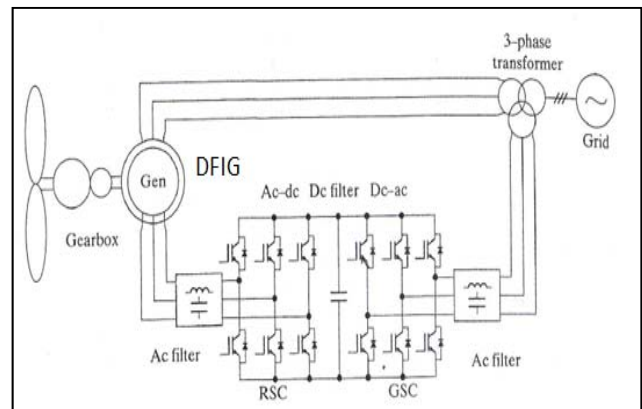 3-phase
transformer
Grid
Gen
DFIG
Gearbox
Ac-dc Dc filter Dc-ac
Ac filter
Ac filter
RSC
GSC